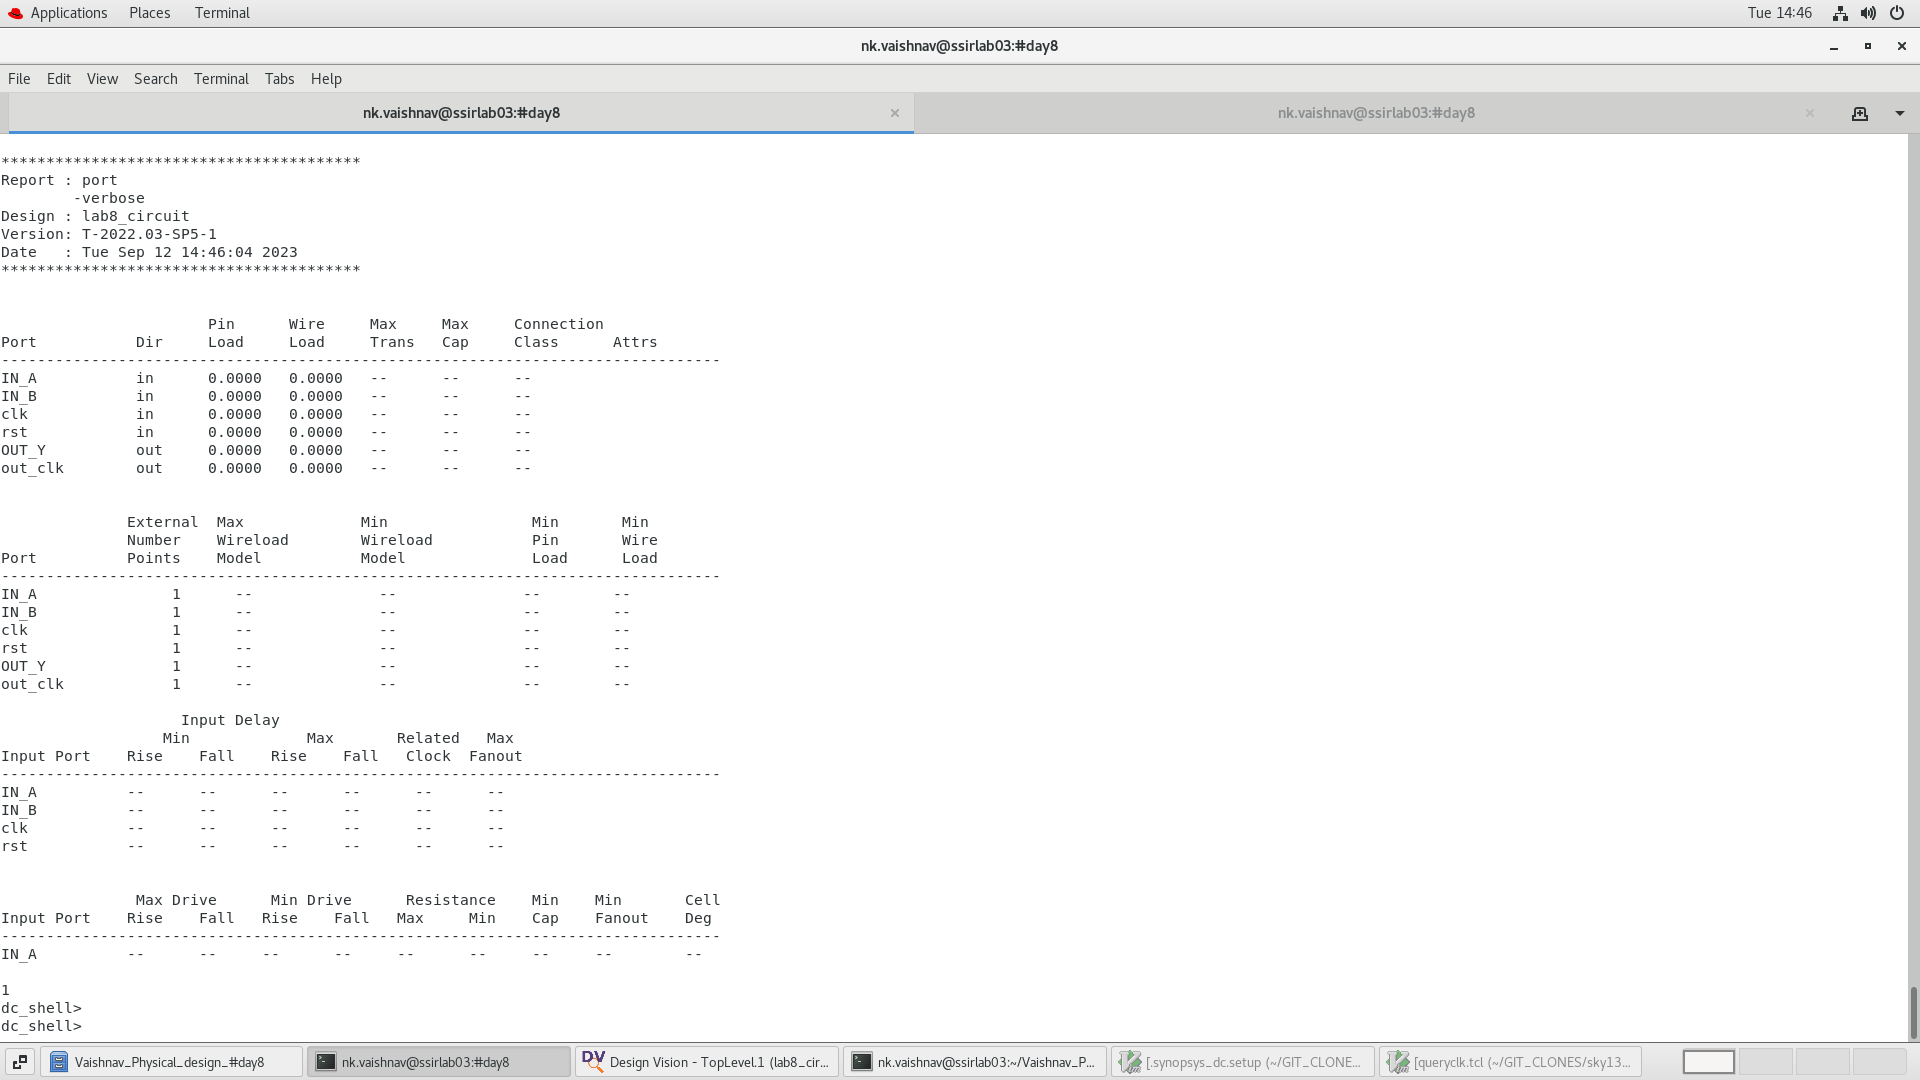 Applications Places Terminal Tue 14:46
nk.vaishnav@ssirlab03:#day8
File Edit View Search Terminal Tabs Help
nk.vaishnav@ssirlab03:#day8 × nk.vaishnav@ssirlab03:#day8 ×
****************************************
Report : port
        -verbose
Design : lab8_circuit
Version: T-2022.03-SP5-1
Date   : Tue Sep 12 14:46:04 2023
****************************************
                       Pin      Wire     Max     Max     Connection
Port           Dir     Load     Load     Trans   Cap     Class      Attrs
--------------------------------------------------------------------------------
IN_A           in      0.0000   0.0000   --      --      --
IN_B           in      0.0000   0.0000   --      --      --
clk            in      0.0000   0.0000   --      --      --
rst            in      0.0000   0.0000   --      --      --
OUT_Y          out     0.0000   0.0000   --      --      --
out_clk        out     0.0000   0.0000   --      --      --
              External  Max             Min                Min       Min
              Number    Wireload        Wireload           Pin       Wire
Port          Points    Model           Model              Load      Load
--------------------------------------------------------------------------------
IN_A               1      --              --              --        --
IN_B               1      --              --              --        --
clk                1      --              --              --        --
rst                1      --              --              --        --
OUT_Y              1      --              --              --        --
out_clk            1      --              --              --        --
                    Input Delay
                  Min             Max       Related   Max
Input Port    Rise    Fall    Rise    Fall   Clock  Fanout
--------------------------------------------------------------------------------
IN_A          --      --      --      --      --      --
IN_B          --      --      --      --      --      --
clk           --      --      --      --      --      --
rst           --      --      --      --      --      --
               Max Drive      Min Drive      Resistance    Min    Min       Cell
Input Port    Rise    Fall   Rise    Fall   Max     Min    Cap    Fanout    Deg
--------------------------------------------------------------------------------
IN_A          --      --     --      --     --      --     --     --        --
1
dc_shell>
dc_shell>
Vaishnav_Physical_design_#day8 nk.vaishnav@ssirlab03:#day8 DV Design Vision - TopLevel.1 (lab8_cir... nk.vaishnav@ssirlab03:~/Vaishnav_P... [.synopsys_dc.setup (~/GIT_CLONE... [queryclk.tcl (~/GIT_CLONES/sky13...